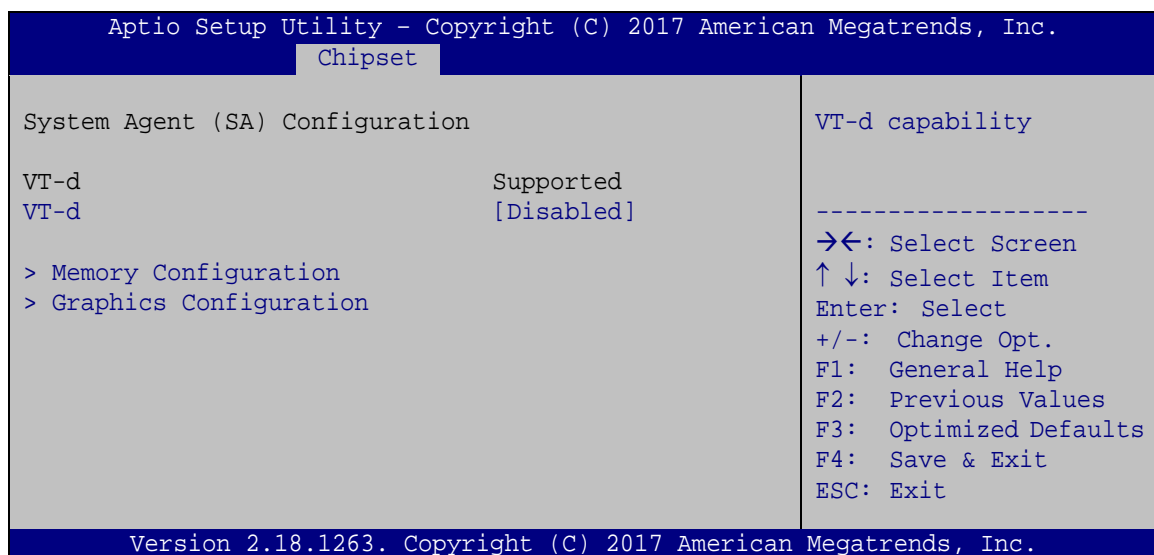 Aptio Setup Utility – Copyright (C) 2017 American Megatrends, Inc.
Chipset
System Agent (SA) Configuration
VT-d Supported
VT-d [Disabled]
> Memory Configuration
> Graphics Configuration
VT-d capability
-------------------
→←: Select Screen
↑ ↓: Select Item
Enter: Select
+/-: Change Opt.
F1: General Help
F2: Previous Values
F3: Optimized Defaults
F4: Save & Exit
ESC: Exit
Version 2.18.1263. Copyright (C) 2017 American Megatrends, Inc.